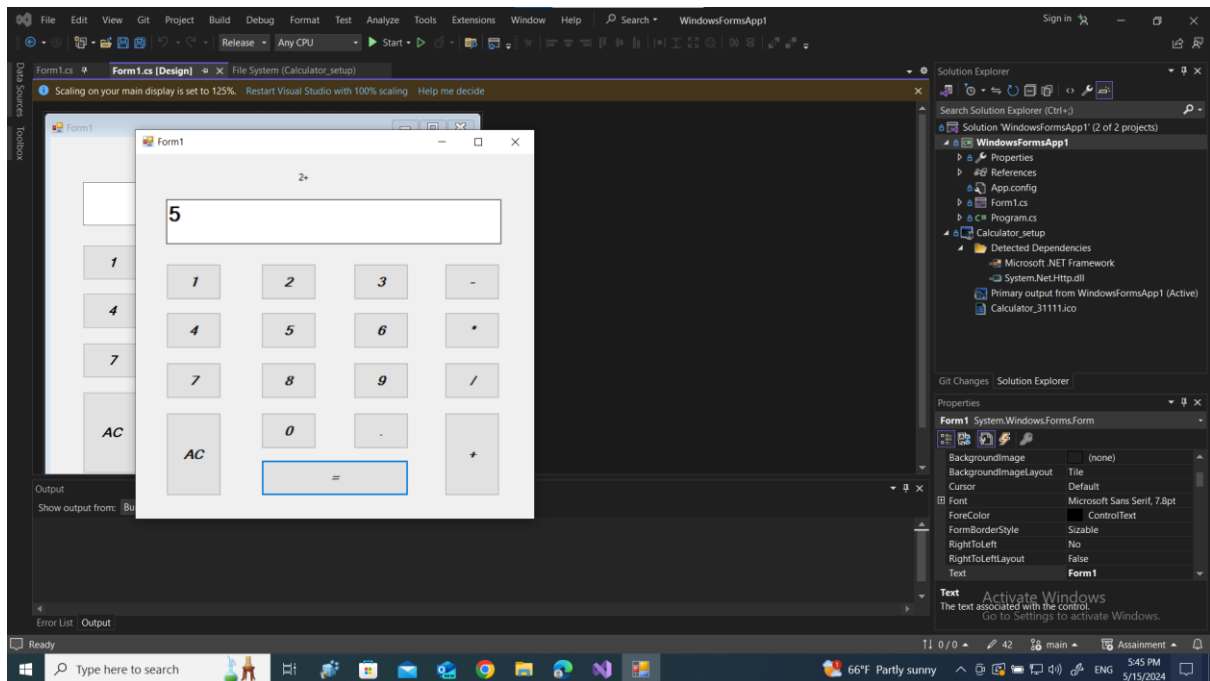 File Edit View Git Project Build Debug Format Test Analyze Tools Extensions Window Help Search WindowsFormsApp1 Sign in
Release Any CPU Start
Form1.cs Form1.cs [Design] File System (Calculator_setup)
Scaling on your main display is set to 125%. Restart Visual Studio with 100% scaling Help me decide
Data Sources
Toolbox
Form1
1
4
7
AC
Form1
2+
5
1 2 3 -
4 5 6 *
7 8 9 /
AC 0 . +
=
Output
Show output from: Bu
Error List Output
Solution Explorer
Search Solution Explorer (Ctrl+;)
Solution 'WindowsFormsApp1' (2 of 2 projects)
WindowsFormsApp1
Properties
References
App.config
Form1.cs
C# Program.cs
Calculator_setup
Detected Dependencies
Microsoft .NET Framework
System.Net.Http.dll
Primary output from WindowsFormsApp1 (Active)
Calculator_31111.ico
Git Changes Solution Explorer
Properties
Form1 System.Windows.Forms.Form
BackgroundImage (none)
BackgroundImageLayout Tile
Cursor Default
Font Microsoft Sans Serif, 7.8pt
ForeColor ControlText
FormBorderStyle Sizable
RightToLeft No
RightToLeftLayout False
Text Form1
Text
The text associated with the control.
Activate Windows
Go to Settings to activate Windows.
Ready 0 / 0 42 main Assainment
Type here to search 66°F Partly sunny ENG 5:45 PM
5/15/2024